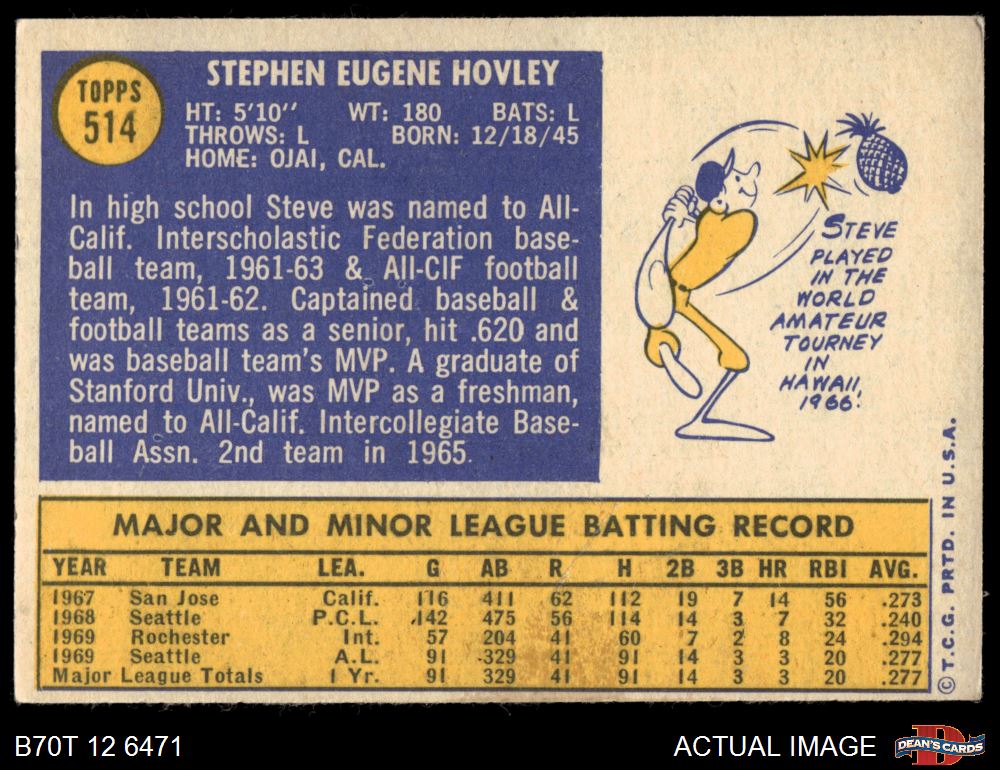 TOPPS
514
STEPHEN EUGENE HOVLEY
HT: 5'10'' WT: 180 BATS: L
THROWS: L BORN: 12/18/45
HOME: OJAI, CAL.
In high school Steve was named to All-
Calif. Interscholastic Federation base-
ball team, 1961-63 & All-CIF football
team, 1961-62. Captained baseball &
football teams as a senior, hit .620 and
was baseball team's MVP. A graduate of
Stanford Univ., was MVP as a freshman,
named to All-Calif. Intercollegiate Base-
ball Assn. 2nd team in 1965.
STEVE
PLAYED
IN THE
WORLD
AMATEUR
TOURNEY
IN
HAWAII,
1966.
MAJOR AND MINOR LEAGUE BATTING RECORD
YEAR TEAM LEA. G AB R H 2B 3B HR RBI AVG.
1967 San Jose Calif. 116 411 62 112 19 7 14 56 .273
1968 Seattle P.C.L. 142 475 56 114 14 3 7 32 .240
1969 Rochester Int. 57 204 41 60 7 2 8 24 .294
1969 Seattle A.L. 91 329 41 91 14 3 3 20 .277
Major League Totals 1 Yr. 91 329 41 91 14 3 3 20 .277
© T.C.G. PRTD. IN U.S.A.
B70T 12 6471
ACTUAL IMAGE
DEAN'S CARDS